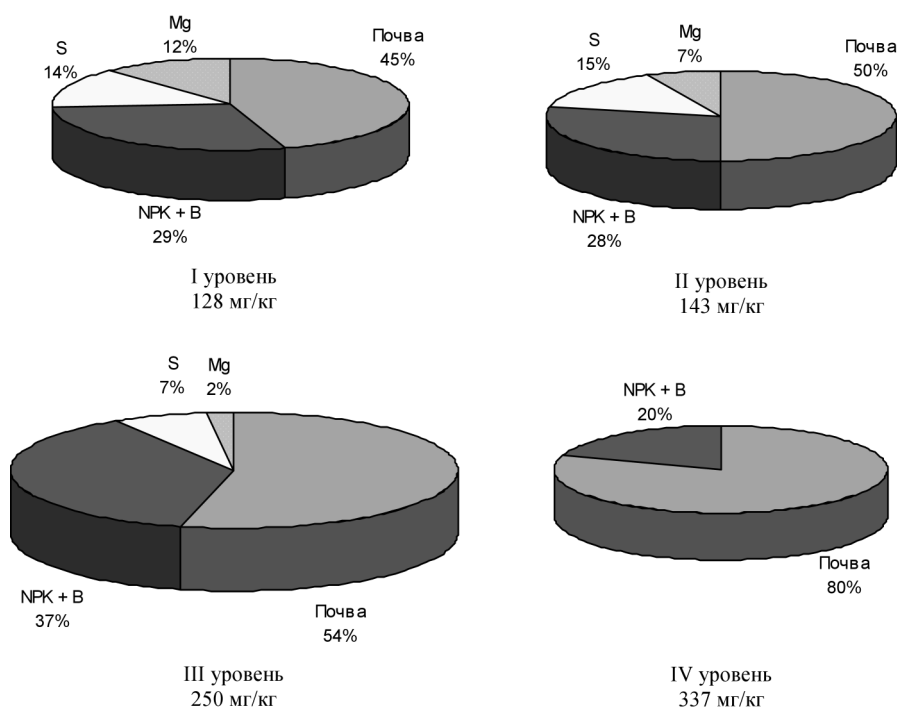 Mg
12%
S
14%
Почва
45%
NPK + B
29%
I уровень
128 мг/кг
Mg
7%
S
15%
Почва
50%
NPK + B
28%
II уровень
143 мг/кг
S
7%
Mg
2%
NPK + B
37%
Почва
54%
III уровень
250 мг/кг
NPK + B
20%
Почва
80%
IV уровень
337 мг/кг